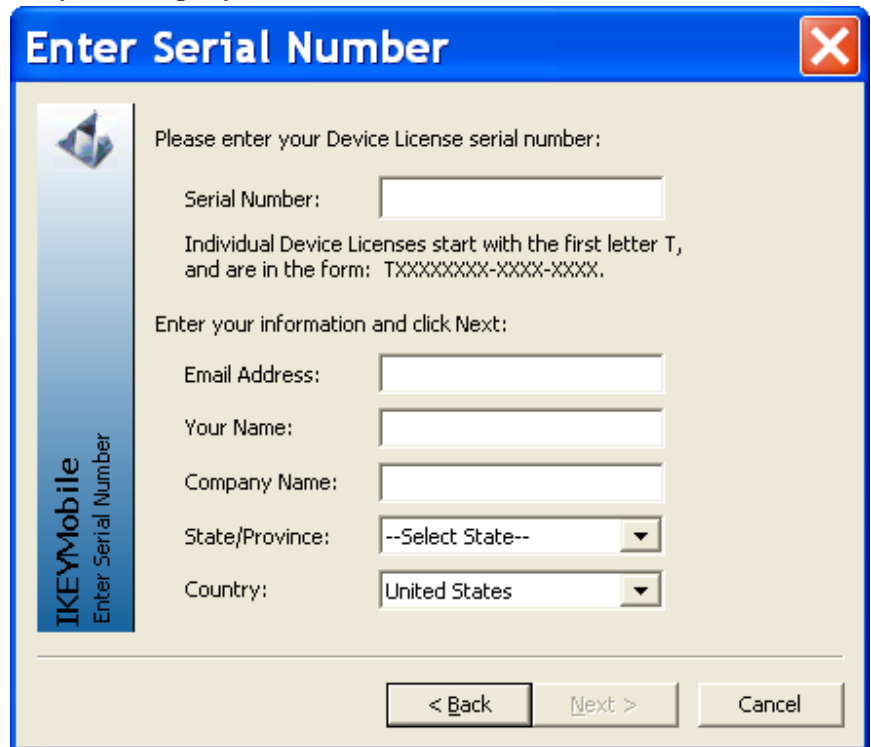 Enter Serial Number
Please enter your Device License serial number:
Serial Number:
Individual Device Licenses start with the first letter T,
and are in the form:  TXXXXXXXX-XXXX-XXXX.
Enter your information and click Next:
Email Address:
Your Name:
Company Name:
State/Province: --Select State--
Country: United States
IKEYMobile
Enter Serial Number
< Back Next > Cancel